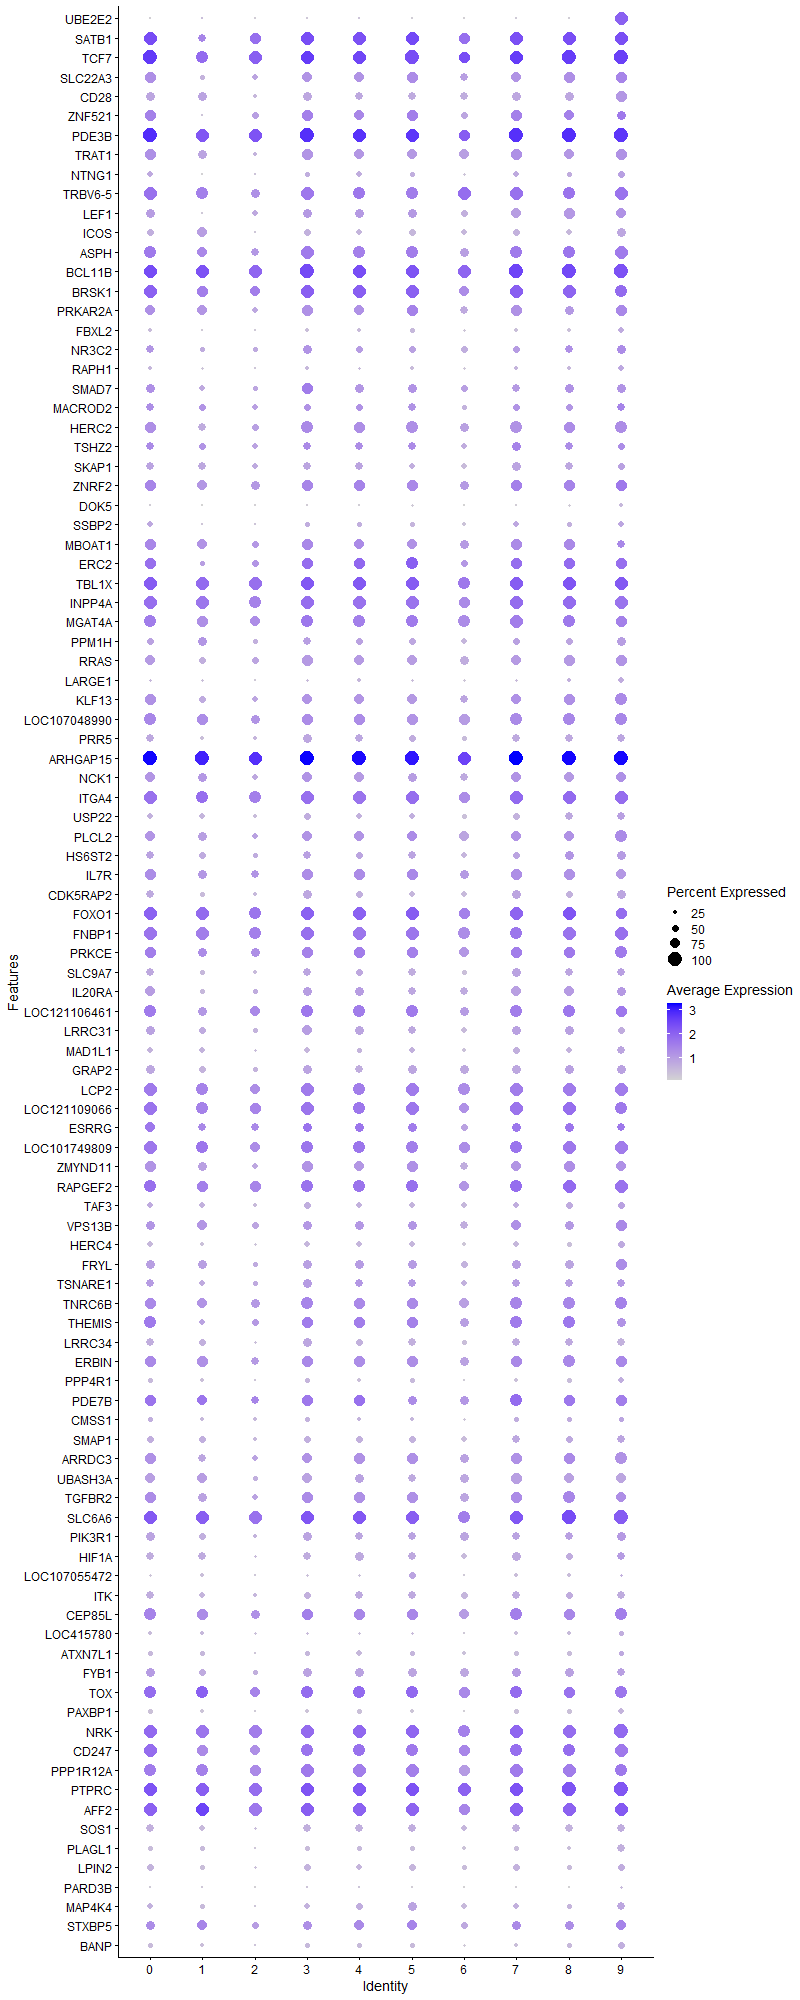 UBE2E2
SATB1
TCF7
SLC22A3
CD28
ZNF521
PDE3B
TRAT1
NTNG1
TRBV6-5
LEF1
ICOS
ASPH
BCL11B
BRSK1
PRKAR2A
FBXL2
NR3C2
RAPH1
SMAD7
MACROD2
HERC2
TSHZ2
SKAP1
ZNRF2
DOK5
SSBP2
MBOAT1
ERC2
TBL1X
INPP4A
MGAT4A
PPM1H
RRAS
LARGE1
KLF13
LOC107048990
PRR5
ARHGAP15
NCK1
ITGA4
USP22
PLCL2
HS6ST2
IL7R
CDK5RAP2
FOXO1
FNBP1
PRKCE
SLC9A7
IL20RA
LOC121106461
LRRC31
MAD1L1
GRAP2
LCP2
LOC121109066
ESRRG
LOC101749809
ZMYND11
RAPGEF2
TAF3
VPS13B
HERC4
FRYL
TSNARE1
TNRC6B
THEMIS
LRRC34
ERBIN
PPP4R1
PDE7B
CMSS1
SMAP1
ARRDC3
UBASH3A
TGFBR2
SLC6A6
PIK3R1
HIF1A
LOC107055472
ITK
CEP85L
LOC415780
ATXN7L1
FYB1
TOX
PAXBP1
NRK
CD247
PPP1R12A
PTPRC
AFF2
SOS1
PLAGL1
LPIN2
PARD3B
MAP4K4
STXBP5
BANP
Features
0 1 2 3 4 5 6 7 8 9
Identity
Percent Expressed
25
50
75
100
Average Expression
3
2
1